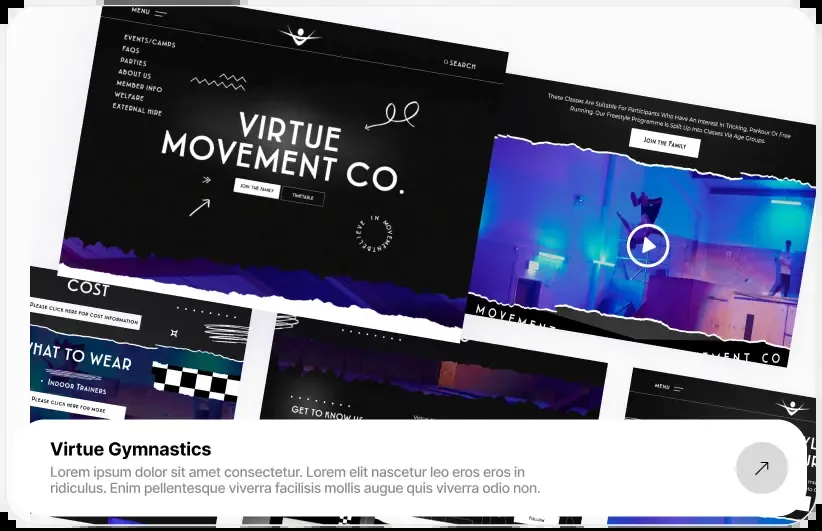 MENU
SEARCH
EVENTS/CAMPS
FAQS
PARTIES
ABOUT US
MEMBER INFO
WELFARE
EXTERNAL HIRE
VIRTUE
MOVEMENT CO.
JOIN THE FAMILY
TIMETABLE
BELIEVE IN MOVEMENT
These Classes Are Suitable For Participants Who Have An Interest In Tricking, Parkour Or Free
Running. Our Freestyle Programme Is Split Up Into Classes Via Age Groups.
JOIN THE FAMILY
MOVEMENT
MENT CO
COST
PLEASE CLICK HERE FOR COST INFORMATION
WHAT TO WEAR
• INDOOR TRAINERS
PLEASE CLICK HERE FOR MORE
GET TO KNOW US
MENU
Virtue Gymnastics
Lorem ipsum dolor sit amet consectetur. Lorem elit nascetur leo eros eros in
ridiculus. Enim pellentesque viverra facilisis mollis augue quis viverra odio non.
FOLLOW